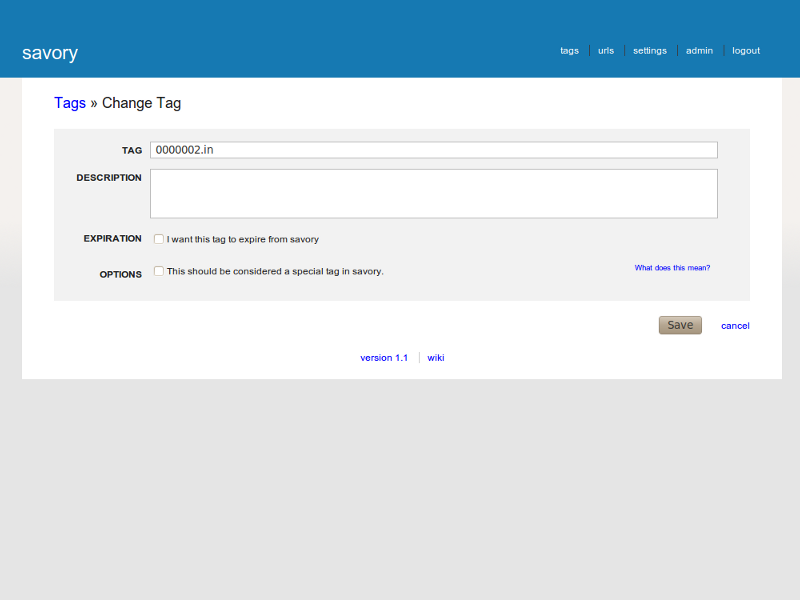 savory
tags urls settings admin logout
Tags » Change Tag
TAG 0000002.in
DESCRIPTION
EXPIRATION I want this tag to expire from savory
OPTIONS This should be considered a special tag in savory. What does this mean?
Save cancel
version 1.1 wiki